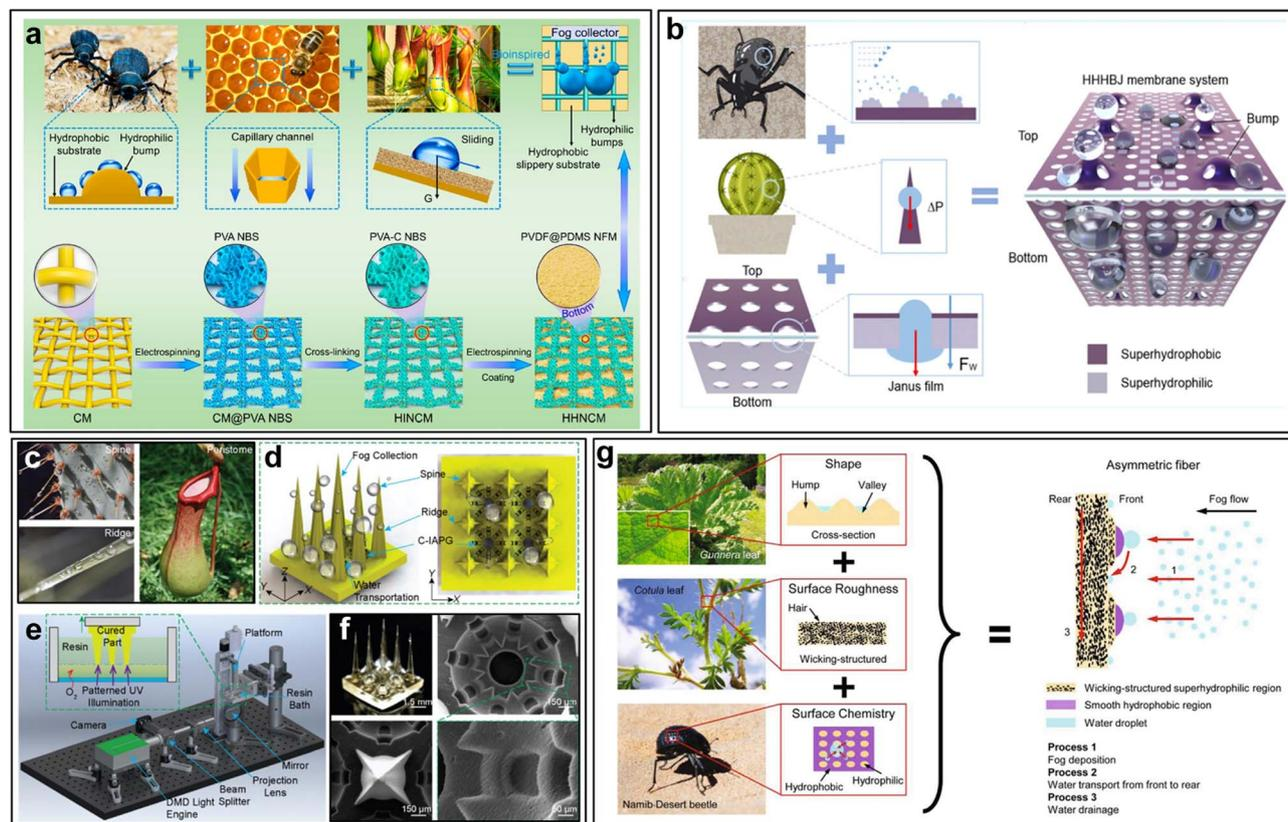 a
Fog collector
Bioinspired
Hydrophobic
substrate
Hydrophilic
bump
Capillary channel
Sliding
G
Hydrophilic
bumps
Hydrophobic
slippery substrate
PVA NBS
PVA-C NBS
PVDF@PDMS NFM
Bottom
Electrospinning
Cross-linking
Electrospinning
Coating
CM
CM@PVA NBS
HINCM
HHNCM
b
HHHBJ membrane system
Top
Bump
ΔP
Bottom
Top
Bottom
Fw
Janus film
Superhydrophobic
Superhydrophilic
c
Spine
Peristome
Ridge
d
Fog Collection
Spine
Ridge
C-IAPG
Water
Transportation
Z
Y
X
Y
X
e
Cured
Part
Resin
O2
Patterned UV
Illumination
Platform
Resin
Bath
Camera
Mirror
Projection
Lens
Beam
Splitter
DMD Light
Engine
f
1.5 mm
150 μm
150 μm
50 μm
g
Gunnera leaf
Shape
Hump
Valley
Cross-section
Cotula leaf
Surface Roughness
Hair
Wicking-structured
Namib-Desert beetle
Surface Chemistry
Hydrophobic
Hydrophilic
Asymmetric fiber
Rear
Front
Fog flow
1
2
3
Wicking-structured superhydrophilic region
Smooth hydrophobic region
Water droplet
Process 1
Fog deposition
Process 2
Water transport from front to rear
Process 3
Water drainage